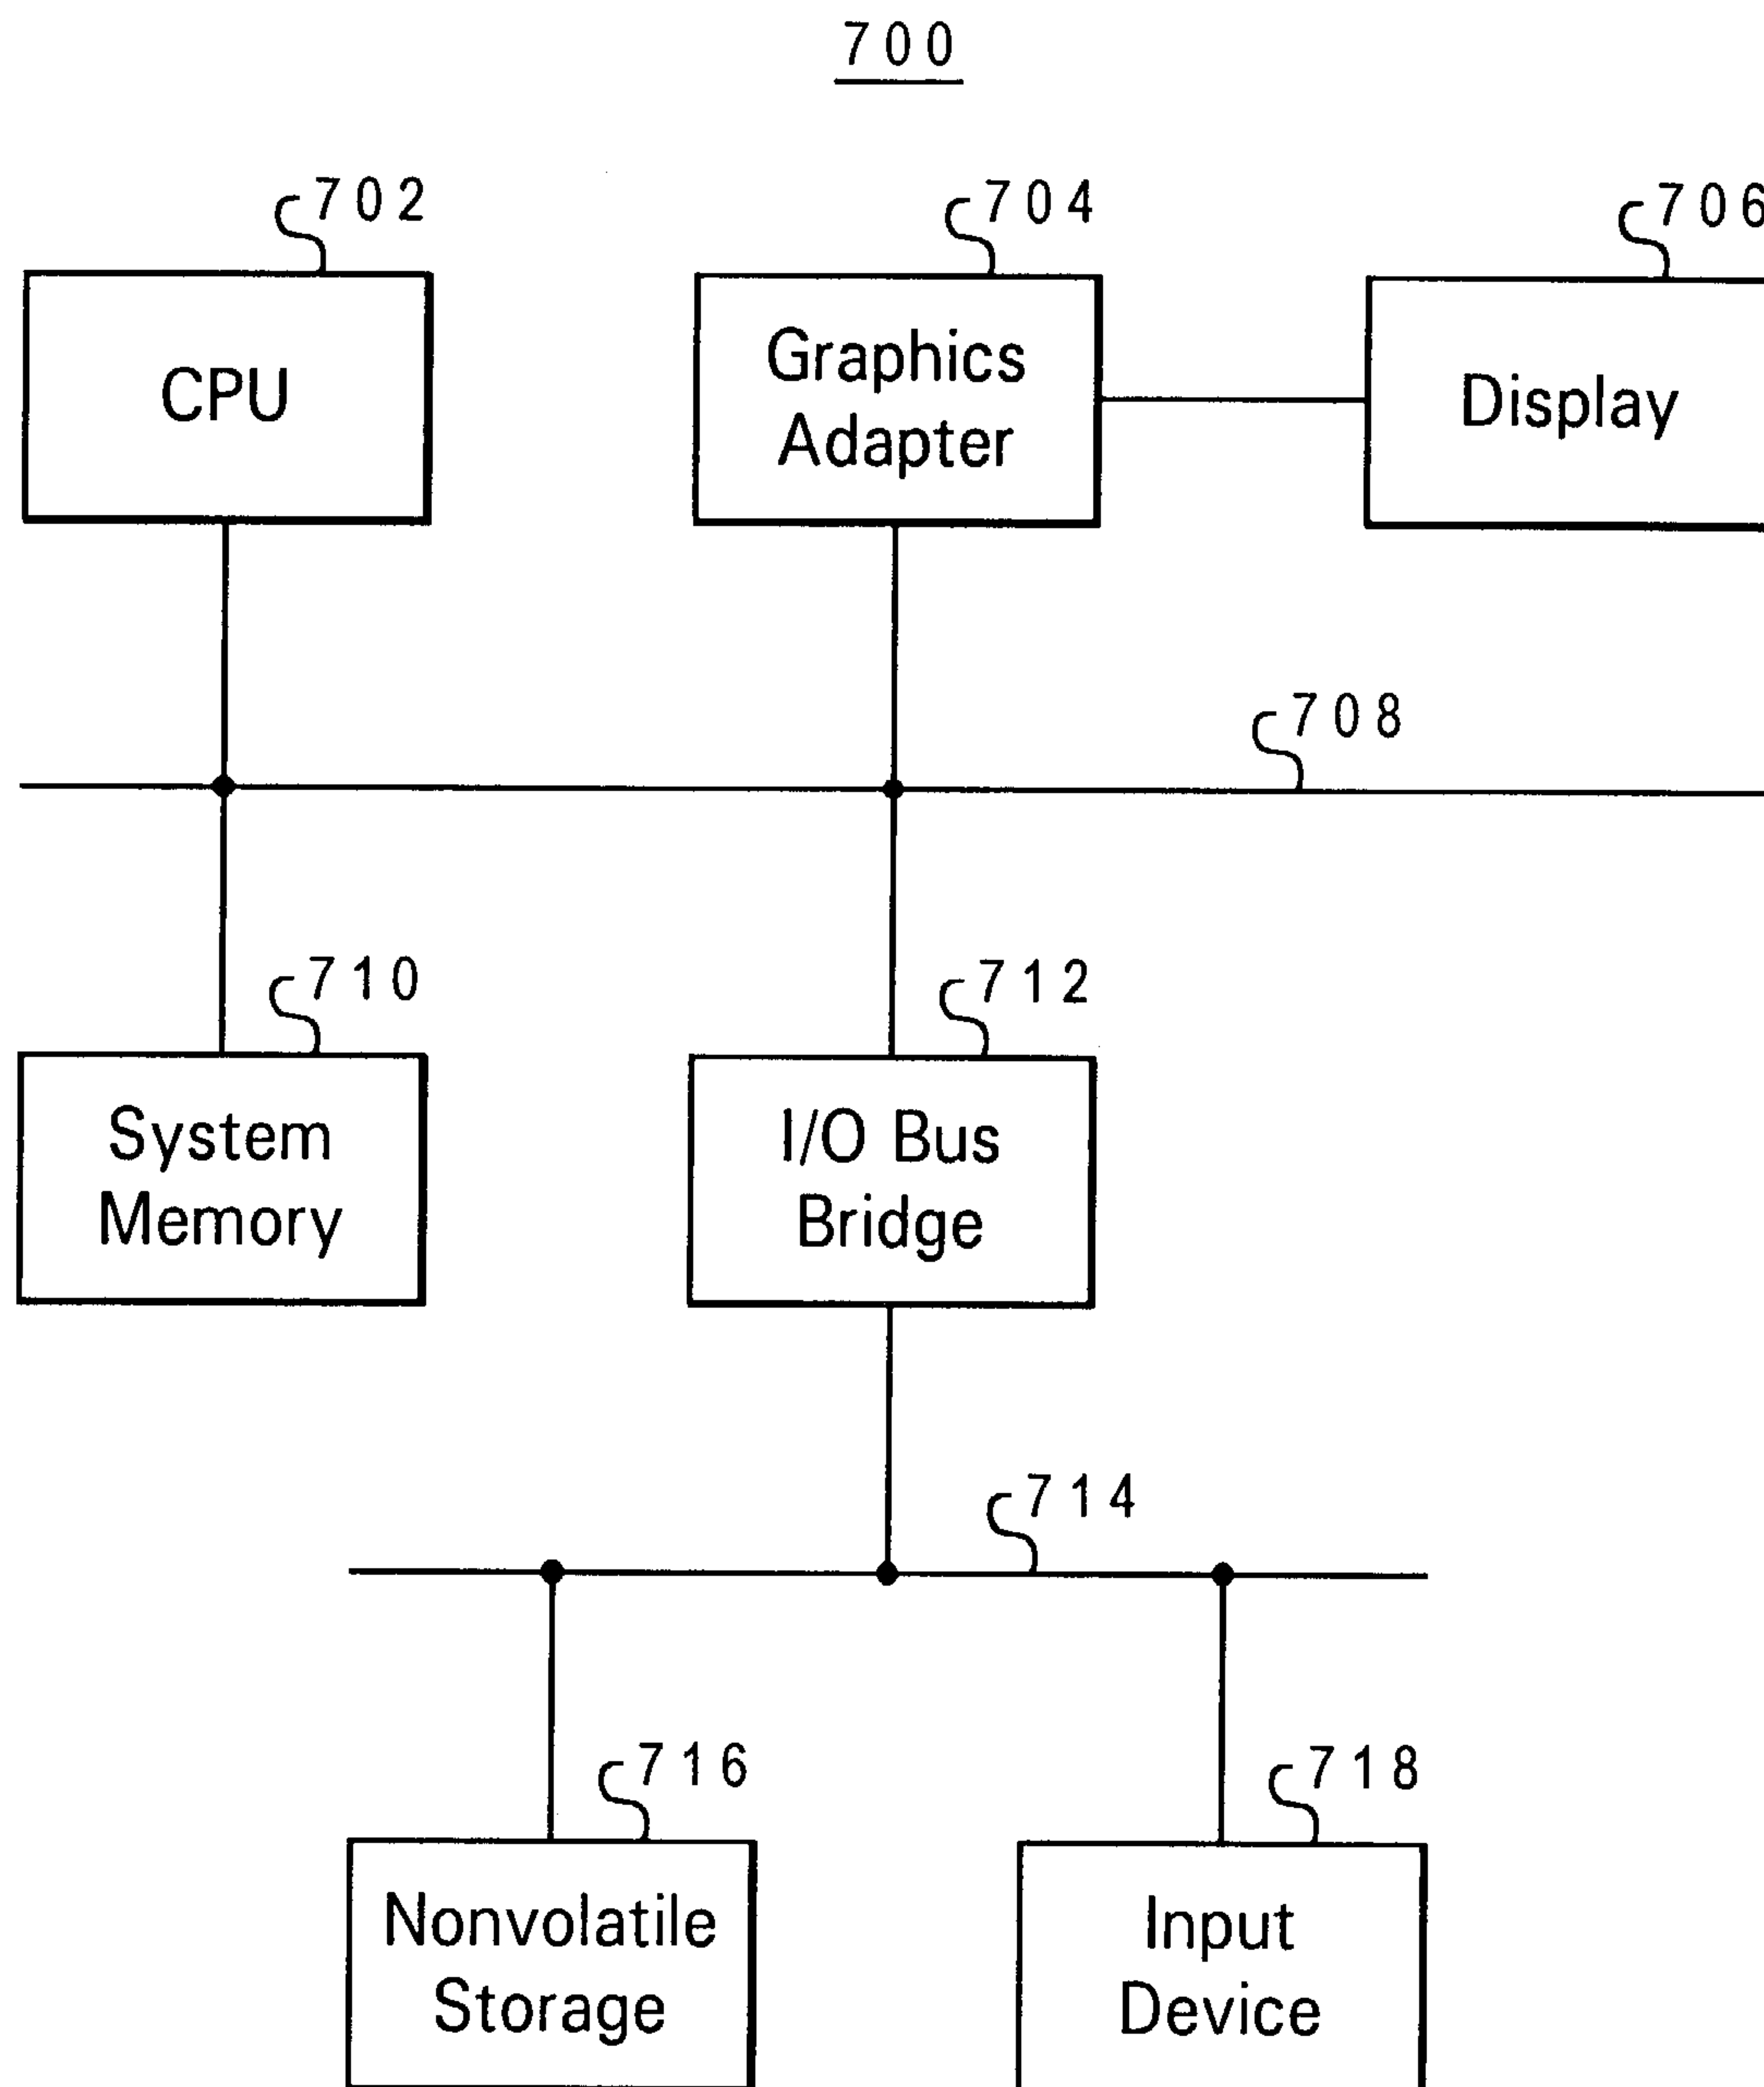 700
702
704
706
CPU
Graphics
Adapter
Display
708
710
712
System
Memory
I/O Bus
Bridge
714
716
718
Nonvolatile
Storage
Input
Device